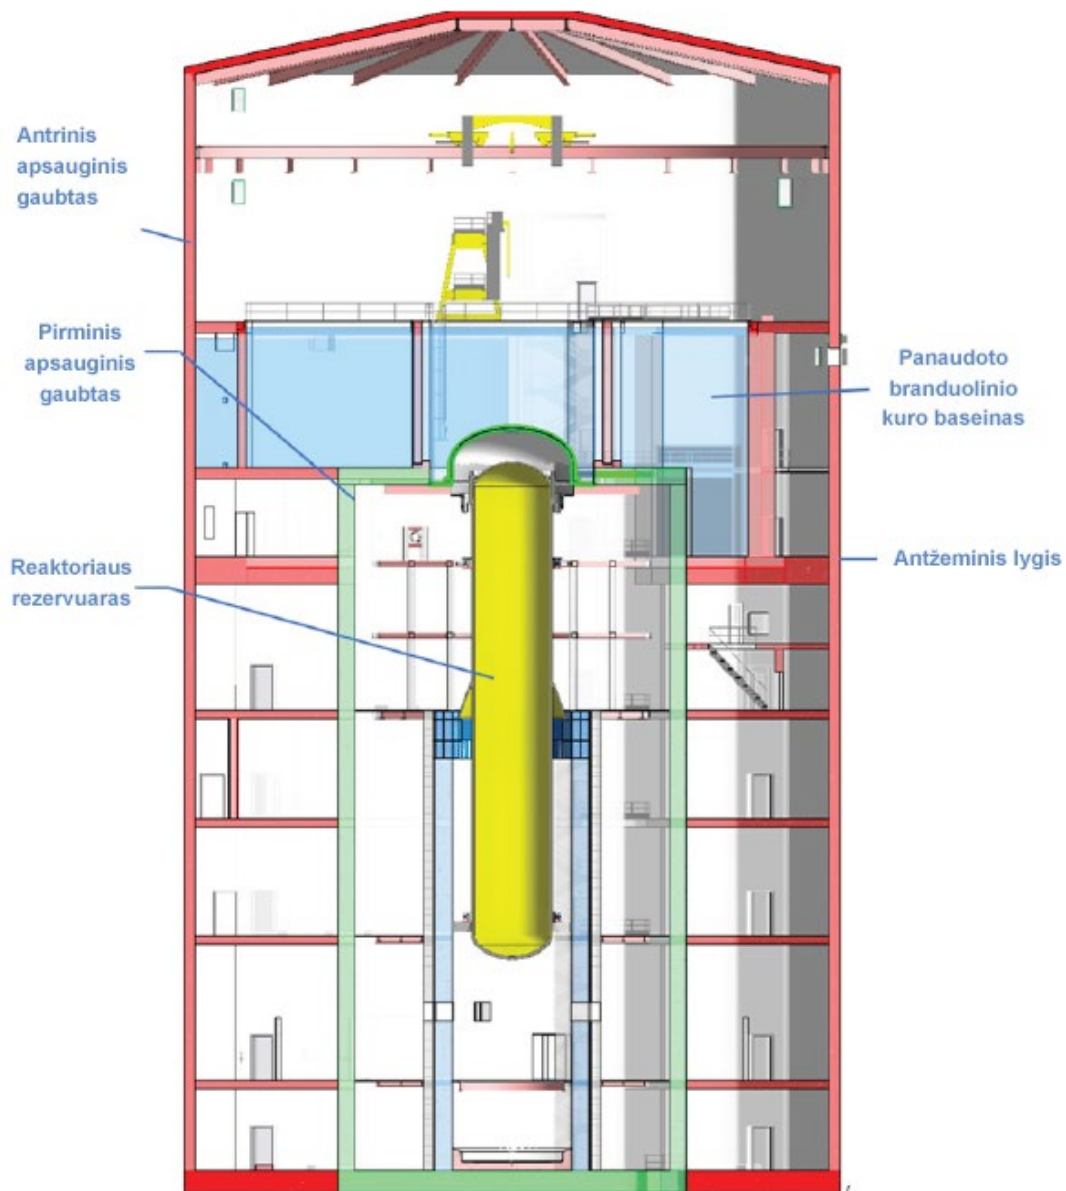 Antrinis
apsauginis
gaubtas
Pirminis
apsauginis
gaubtas
Panaudoto
branduolinio
kuro baseinas
Reaktoriaus
rezervuaras
Antžeminis lygis